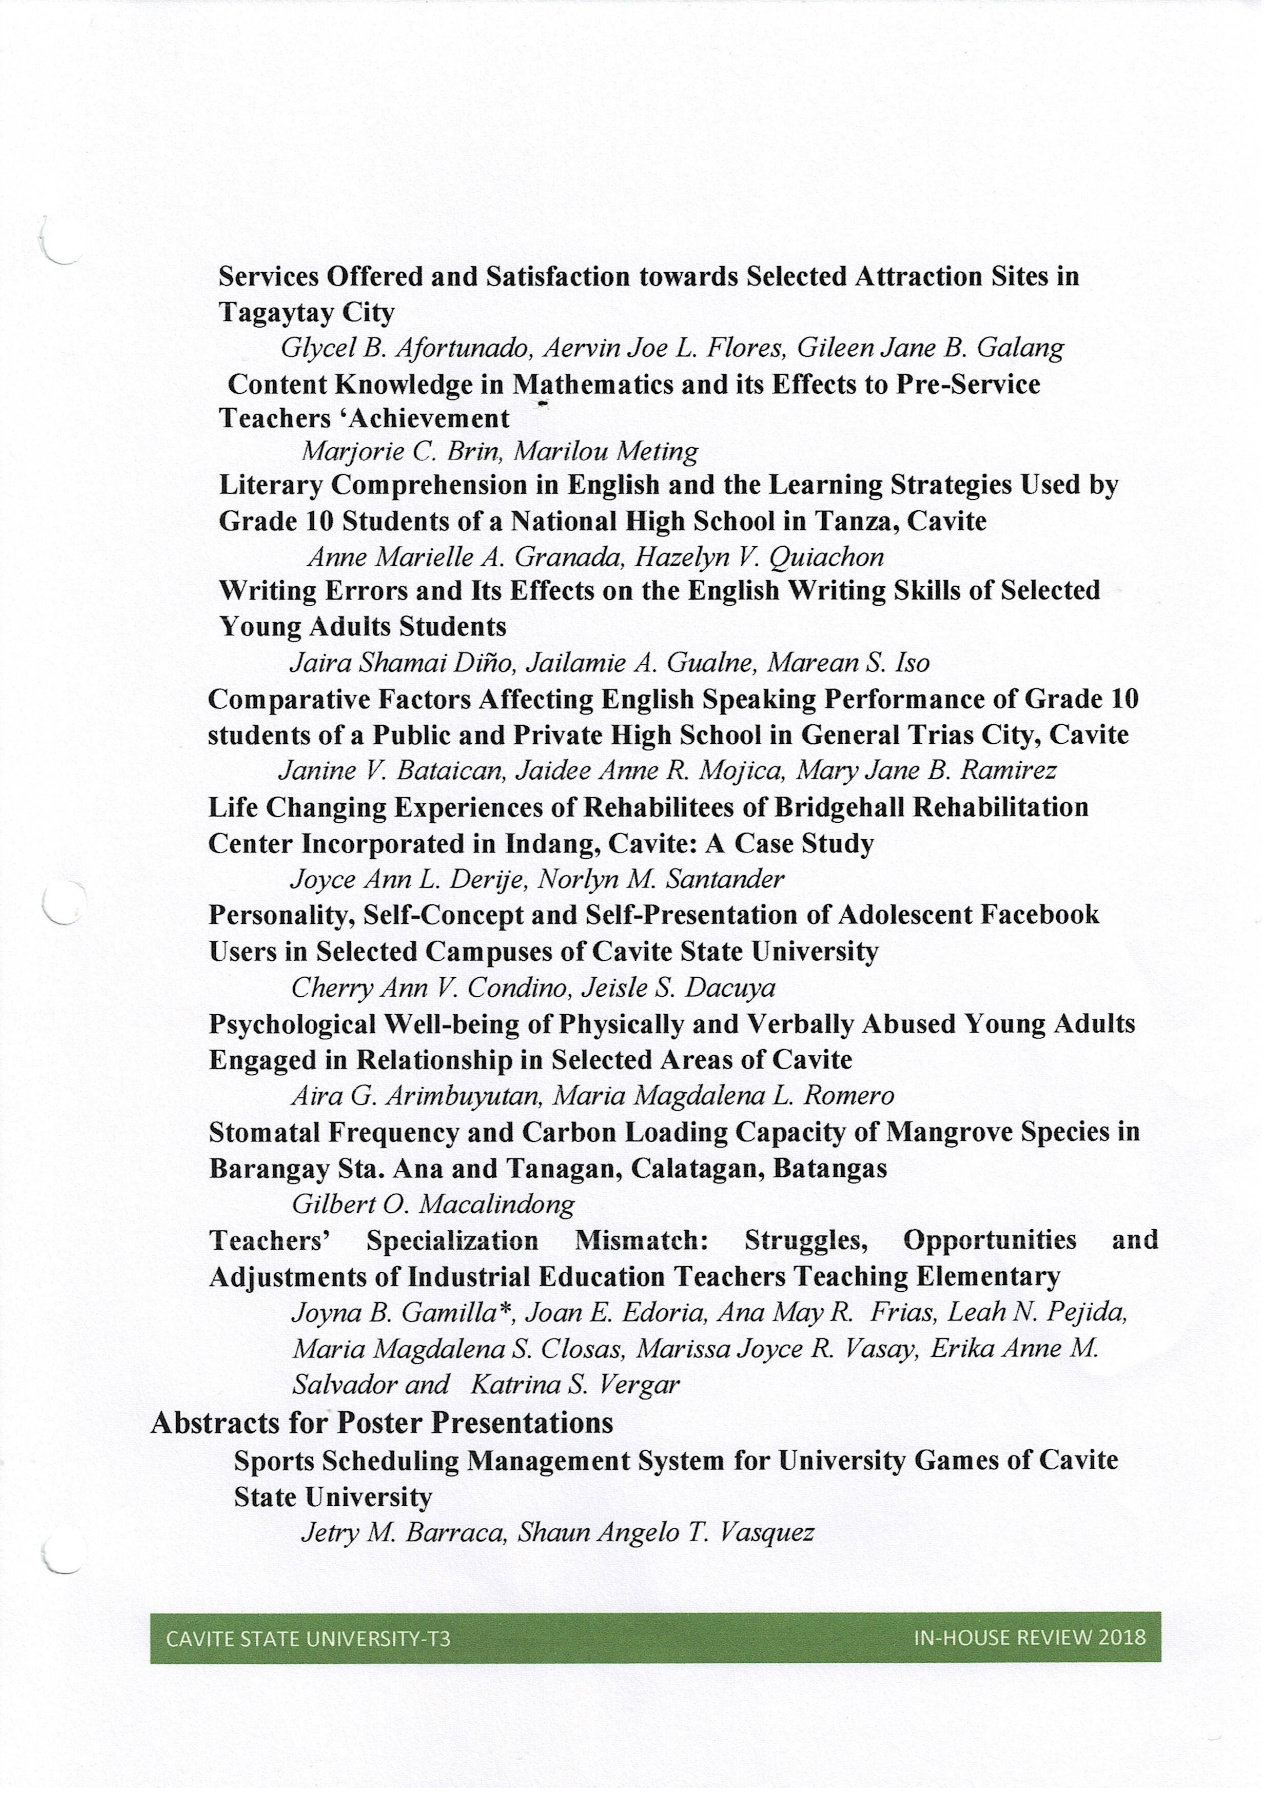 Services Offered and Satisfaction towards Selected Attraction Sites in
Tagaytay City
Glycel B. Afortunado, Aervin Joe L. Flores, Gileen Jane B. Galang
Content Knowledge in Mathematics and its Effects to Pre-Service
Teachers ‘Achievement
Marjorie C. Brin, Marilou Meting
Literary Comprehension in English and the Learning Strategies Used by
Grade 10 Students of a National High School in Tanza, Cavite
Anne Marielle A. Granada, Hazelyn V. Quiachon
Writing Errors and Its Effects on the English Writing Skills of Selected
Young Adults Students
Jaira Shamai Diño, Jailamie A. Gualne, Marean S. Iso
Comparative Factors Affecting English Speaking Performance of Grade 10
students of a Public and Private High School in General Trias City, Cavite
Janine V. Bataican, Jaidee Anne R. Mojica, Mary Jane B. Ramirez
Life Changing Experiences of Rehabilitees of Bridgehall Rehabilitation
Center Incorporated in Indang, Cavite: A Case Study
Joyce Ann L. Derije, Norlyn M. Santander
Personality, Self-Concept and Self-Presentation of Adolescent Facebook
Users in Selected Campuses of Cavite State University
Cherry Ann V. Condino, Jeisle S. Dacuya
Psychological Well-being of Physically and Verbally Abused Young Adults
Engaged in Relationship in Selected Areas of Cavite
Aira G. Arimbuyutan, Maria Magdalena L. Romero
Stomatal Frequency and Carbon Loading Capacity of Mangrove Species in
Barangay Sta. Ana and Tanagan, Calatagan, Batangas
Gilbert O. Macalindong
Teachers’ Specialization Mismatch: Struggles, Opportunities and
Adjustments of Industrial Education Teachers Teaching Elementary
Joyna B. Gamilla*, Joan E. Edoria, Ana May R. Frias, Leah N. Pejida,
Maria Magdalena S. Closas, Marissa Joyce R. Vasay, Erika Anne M.
Salvador and Katrina S. Vergar
Abstracts for Poster Presentations
Sports Scheduling Management System for University Games of Cavite
State University
Jetry M. Barraca, Shaun Angelo T. Vasquez
CAVITE STATE UNIVERSITY-T3 IN-HOUSE REVIEW 2018